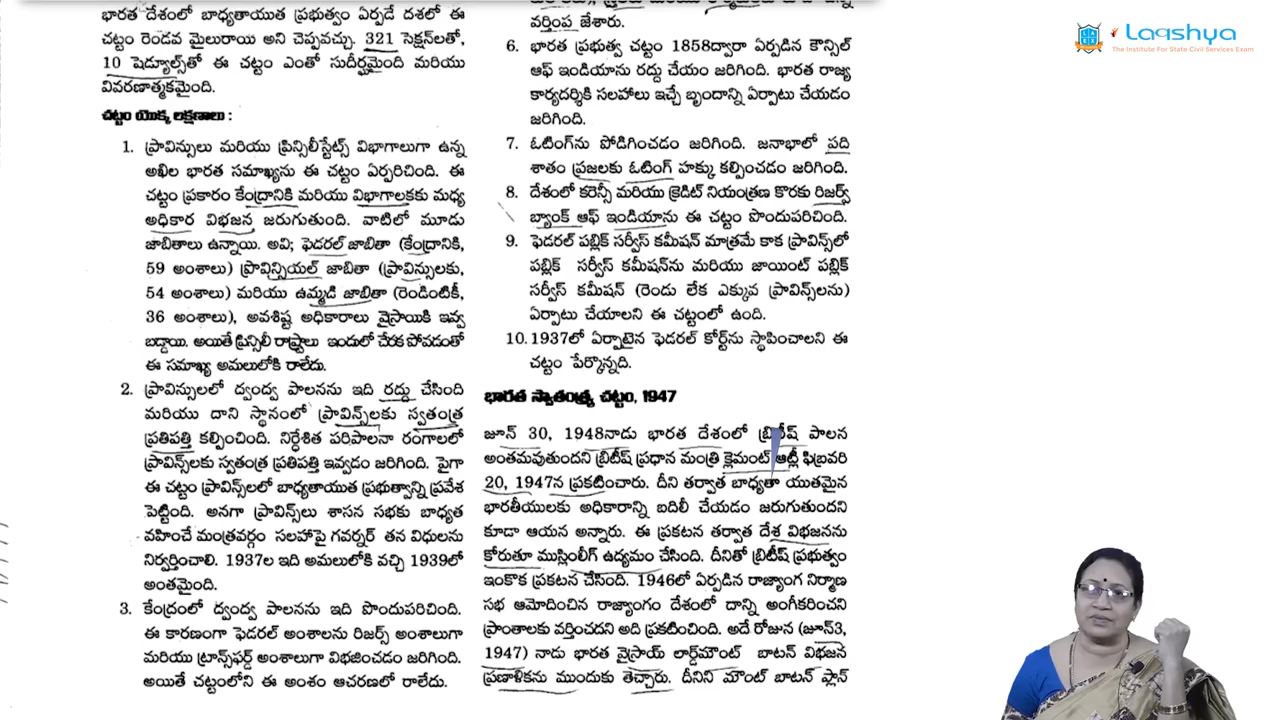 భారత దేశంలో బాధ్యతాయుత ప్రభుత్వం ఏర్పడే దశలో ఈ
చట్టం రెండవ మైలురాయి అని చెప్పవచ్చు. 321 సెక్షన్‌లతో,
10 షెడ్యూల్స్‌తో ఈ చట్టం ఎంతో సుదీర్ఘమైంది మరియు
వివరణాత్మకమైంది.
చట్టం యొక్క లక్షణాలు :
1. ప్రావిన్సులు మరియు ప్రిన్సిలీస్టేట్స్ విభాగాలుగా ఉన్న
అఖిల భారత సమాఖ్యను ఈ చట్టం ఏర్పరిచింది. ఈ
చట్టం ప్రకారం కేంద్రానికి మరియు విభాగాలకకు మధ్య
అధికార విభజన జరుగుతుంది. వాటిలో మూడు
జాబితాలు ఉన్నాయి. అవి; ఫెడరల్ జాబితా (కేంద్రానికి,
59 అంశాలు) ప్రొవిన్సియల్ జాబితా (ప్రావిన్సులకు,
54 అంశాలు) మరియు ఉమ్మడి జాబితా (రెండింటికీ,
36 అంశాలు), అవశిష్ట అధికారాలు వైస్రాయికి ఇవ్వ
బడ్డాయి. అయితే ప్రిన్సిలీ రాష్ట్రాలు ఇందులో చేరక పోవడంతో
ఈ సమాఖ్య అమలులోకి రాలేదు.
2. ప్రావిన్సులలో ద్వంద్వ పాలనను ఇది రద్దు చేసింది
మరియు దాని స్థానంలో ప్రావిన్స్‌లకు స్వతంత్ర
ప్రతిపత్తి కల్పించింది. నిర్దేశిత పరిపాలనా రంగాలలో
ప్రావిన్స్‌లకు స్వతంత్ర ప్రతిపత్తి ఇవ్వడం జరిగింది. పైగా
ఈ చట్టం ప్రావిన్స్‌లలో బాధ్యతాయుత ప్రభుత్వాన్ని ప్రవేశ
పెట్టింది. అనగా ప్రావిన్స్‌లు శాసన సభకు బాధ్యత
వహించే మంత్రవర్గం సలహాపై గవర్నర్ తన విధులను
నిర్వర్తించాలి. 1937ల ఇది అమలులోకి వచ్చి 1939లో
అంతమైంది.
3. కేంద్రంలో ద్వంద్వ పాలనను ఇది పొందుపరిచింది.
ఈ కారణంగా ఫెడరల్ అంశాలను రిజర్స్ అంశాలుగా
మరియు ట్రాన్స్‌ఫర్డ్ అంశాలుగా విభజించడం జరిగింది.
అయితే చట్టంలోని ఈ అంశం ఆచరణలో రాలేదు.
వర్తింప జేశారు.
6. భారత ప్రభుత్వ చట్టం 1858ద్వారా ఏర్పడిన కౌన్సిల్
ఆఫ్ ఇండియాను రద్దు చేయం జరిగింది. భారత రాజ్య
కార్యదర్శికి సలహాలు ఇచ్చే బృందాన్ని ఏర్పాటు చేయడం
జరిగింది.
7. ఓటింగ్‌ను పోడిగించడం జరిగింది. జనాభాలో పది
శాతం ప్రజలకు ఓటింగ్ హక్కు కల్పించడం జరిగింది.
8. దేశంలో కరెన్సీ మరియు క్రెడిట్ నియంత్రణ కొరకు రిజర్వ్
బ్యాంక్ ఆఫ్ ఇండియాను ఈ చట్టం పొందుపరిచింది.
9. ఫెడరల్ పబ్లిక్ సర్వీస్ కమీషన్ మాత్రమే కాక ప్రావిన్స్‌లో
పబ్లిక్ సర్వీస్ కమీషన్‌ను మరియు జాయింట్ పబ్లిక్
సర్వీస్ కమీషన్ (రెండు లేక ఎక్కువ ప్రావిన్స్‌లను)
ఏర్పాటు చేయాలని ఈ చట్టంలో ఉంది.
10. 1937లో ఏర్పాటైన ఫెడరల్ కోర్ట్‌ను స్థాపించాలని ఈ
చట్టం పేర్కొన్నది.
భారత స్వాతంత్ర్య చట్టం, 1947
జూన్ 30, 1948నాడు భారత దేశంలో బ్రిటీష్ పాలన
అంతమవుతుందని బ్రిటీష్ ప్రధాన మంత్రి క్లెమంట్ ఆట్లీ ఫిబ్రవరి
20, 1947న ప్రకటించారు. దీని తర్వాత బాధ్యతా యుతమైన
భారతీయులకు అధికారాన్ని బదిలీ చేయడం జరుగుతుందని
కూడా ఆయన అన్నారు. ఈ ప్రకటన తర్వాత దేశ విభజనను
కోరుతూ ముస్లింలీగ్ ఉద్యమం చేసింది. దీనితో బ్రిటీష్ ప్రభుత్వం
ఇంకొక ప్రకటన చేసింది. 1946లో ఏర్పడిన రాజ్యాంగ నిర్మాణ
సభ ఆమోదించిన రాజ్యాంగం దేశంలో దాన్ని అంగీకరించని
ప్రాంతాలకు వర్తించదని అది ప్రకటించింది. అదే రోజున (జూన్3,
1947) నాడు భారత వైస్రాయ్ లార్డ్‌మౌంట్ బాటన్ విభజన
ప్రణాళికను ముందుకు తెచ్చారు. దీనిని మౌంట్ బాటన్ ప్లాన్
Laqshya
The Institute For State Civil Services Exam